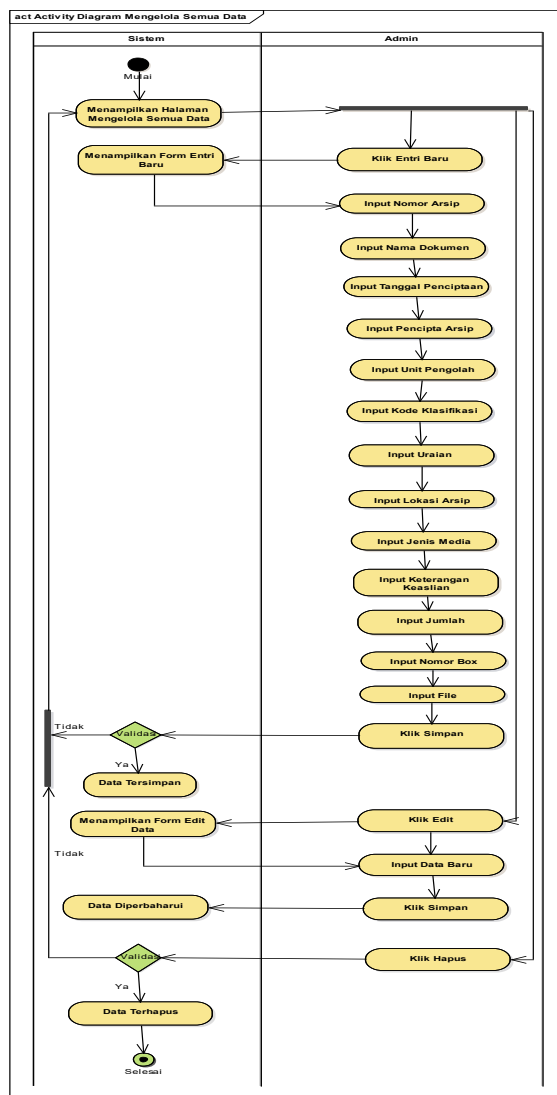 act Activity Diagram Mengelola Semua Data
Sistem
Admin
Mulai
Menampilkan Halaman
Mengelola Semua Data
Menampilkan Form Entri
Baru
Klik Entri Baru
Input Nomor Arsip
Input Nama Dokumen
Input Tanggal Penciptaan
Input Pencipta Arsip
Input Unit Pengolah
Input Kode Klasifikasi
Input Uraian
Input Lokasi Arsip
Input Jenis Media
Input Keterangan
Keaslian
Input Jumlah
Input Nomor Box
Input File
Tidak
Validas
Klik Simpan
Ya
Data Tersimpan
Menampilkan Form Edit
Data
Klik Edit
Tidak
Input Data Baru
Data Diperbaharui
Klik Simpan
Validas
Klik Hapus
Ya
Data Terhapus
Selesai